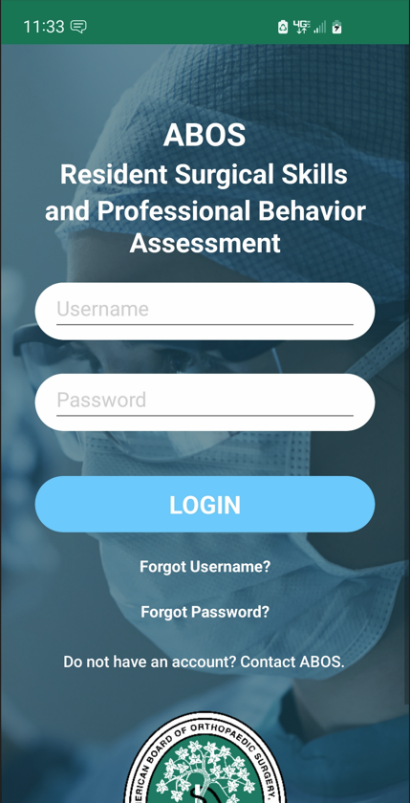 11:33
4G
ABOS
Resident Surgical Skills
and Professional Behavior
Assessment
Username
Password
LOGIN
Forgot Username?
Forgot Password?
Do not have an account? Contact ABOS.
ERICAN BOARD OF ORTHOPAEDIC SURGERY,